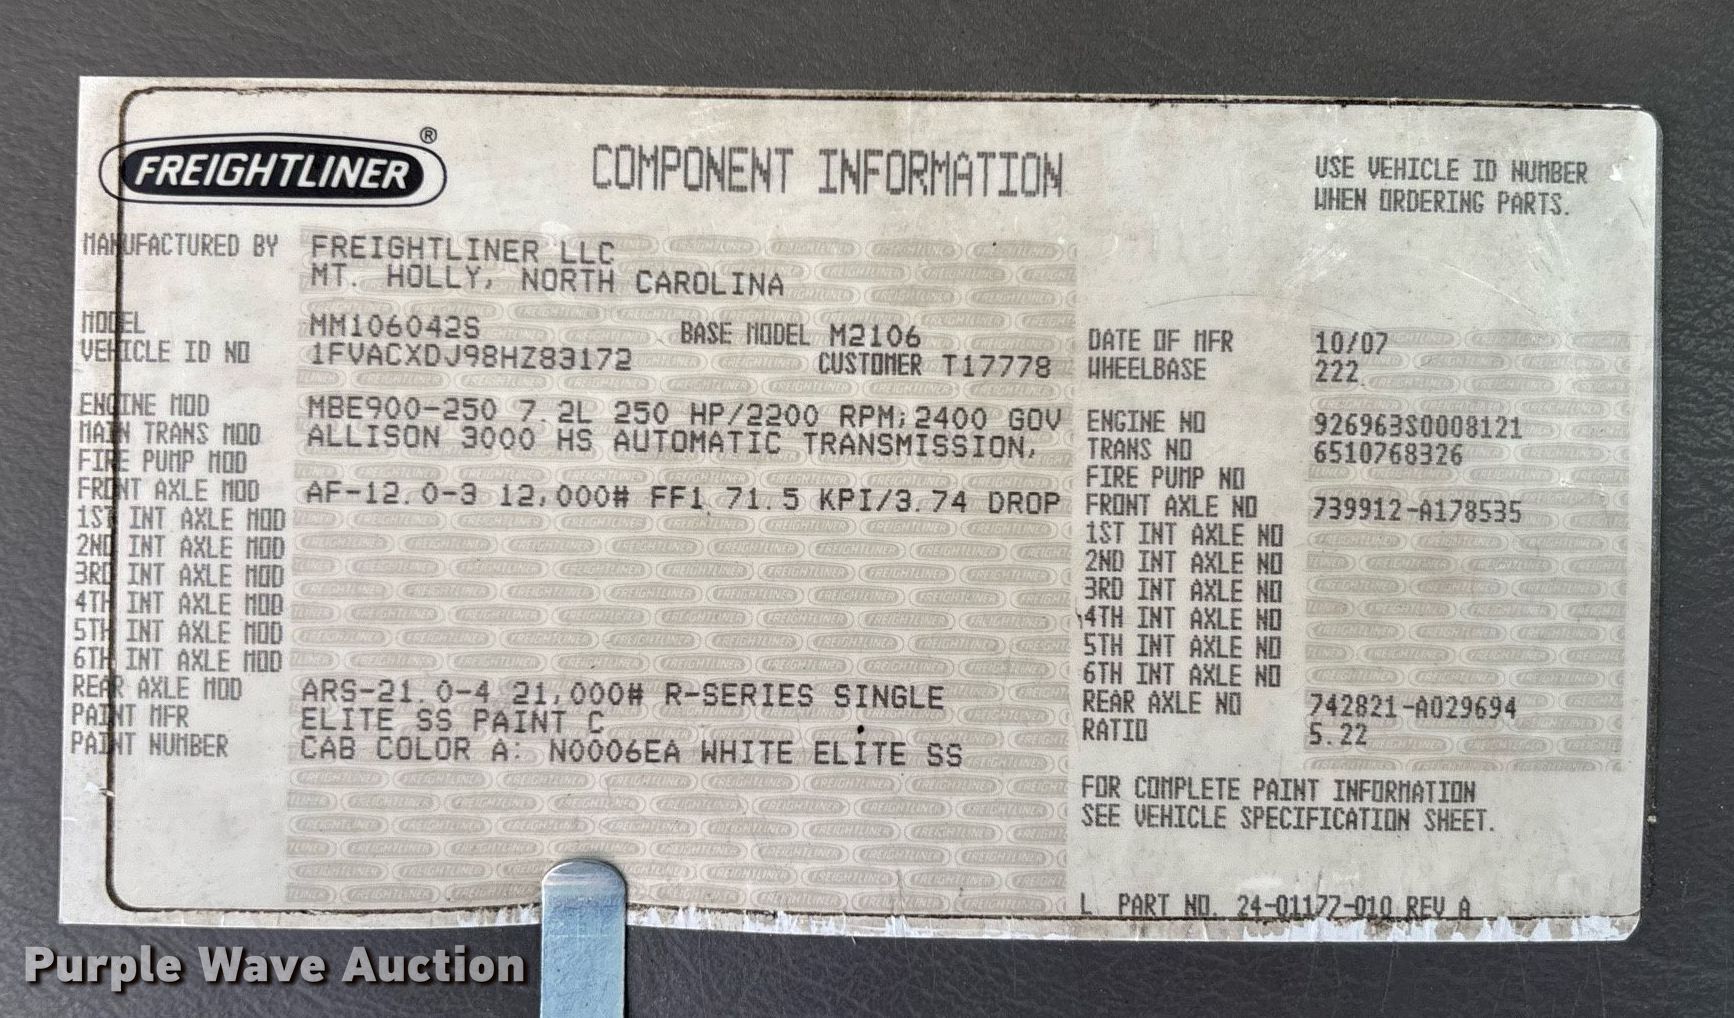 FREIGHTLINER ®
COMPONENT INFORMATION
USE VEHICLE ID NUMBER
WHEN ORDERING PARTS.
MANUFACTURED BY FREIGHTLINER LLC
MT. HOLLY, NORTH CAROLINA
MODEL MM106042S BASE MODEL M2106 DATE OF MFR 10/07
VEHICLE ID NO 1FVACXDJ98HZ83172 CUSTOMER T17778 WHEELBASE 222
ENGINE MOD MBE900-250 7.2L 250 HP/2200 RPM;2400 GOV ENGINE NO 926963S0008121
MAIN TRANS MOD ALLISON 3000 HS AUTOMATIC TRANSMISSION, TRANS NO 6510768326
FIRE PUMP MOD FIRE PUMP NO
FRONT AXLE MOD AF-12.0-3 12,000# FF1 71.5 KPI/3.74 DROP FRONT AXLE NO 739912-A178535
1ST INT AXLE MOD 1ST INT AXLE NO
2ND INT AXLE MOD 2ND INT AXLE NO
3RD INT AXLE MOD 3RD INT AXLE NO
4TH INT AXLE MOD 4TH INT AXLE NO
5TH INT AXLE MOD 5TH INT AXLE NO
6TH INT AXLE MOD 6TH INT AXLE NO
REAR AXLE MOD ARS-21.0-4 21,000# R-SERIES SINGLE REAR AXLE NO 742821-A029694
PAINT MFR ELITE SS PAINT C RATIO 5.22
PAINT NUMBER CAB COLOR A: N0006EA WHITE ELITE SS
FOR COMPLETE PAINT INFORMATION
SEE VEHICLE SPECIFICATION SHEET.
L PART NO. 24-01177-010 REV A
Purple Wave Auction